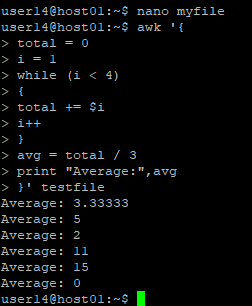 user14@host01:~$ nano myfile
user14@host01:~$ awk '{
> total = 0
> i = 1
> while (i < 4)
> {
> total += $i
> i++
> }
> avg = total / 3
> print "Average:",avg
> }' testfile
Average: 3.33333
Average: 5
Average: 2
Average: 11
Average: 15
Average: 0
user14@host01:~$